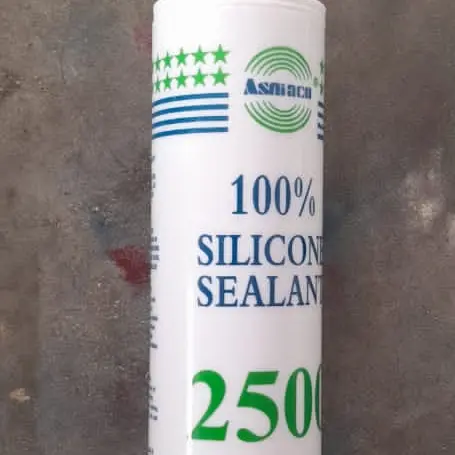 Asmaco
®
100%
SILICONE
SEALANT
2500